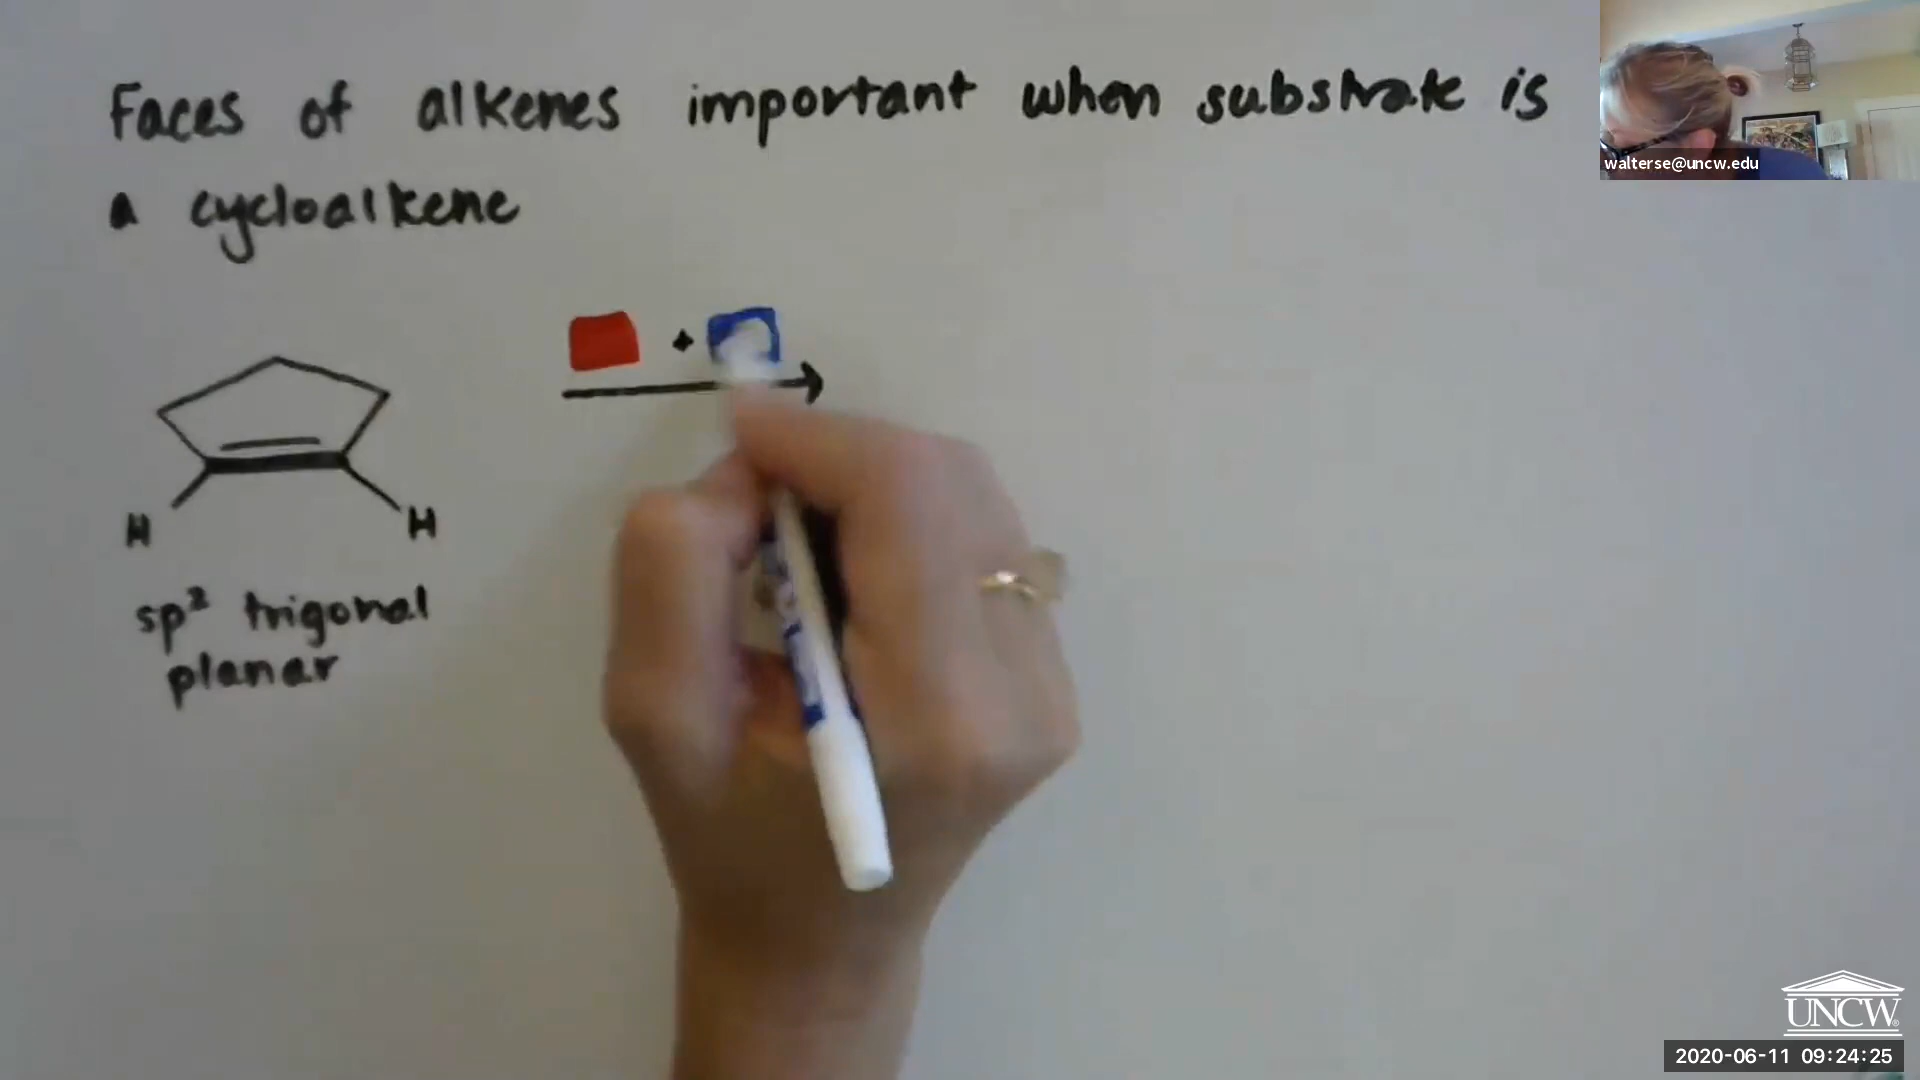 Faces of alkenes important when substrate is
a cycloalkene
walterse@uncw.edu
+
H H
sp² trigonal
planar
UNCW
2020-06-11 09:24:25